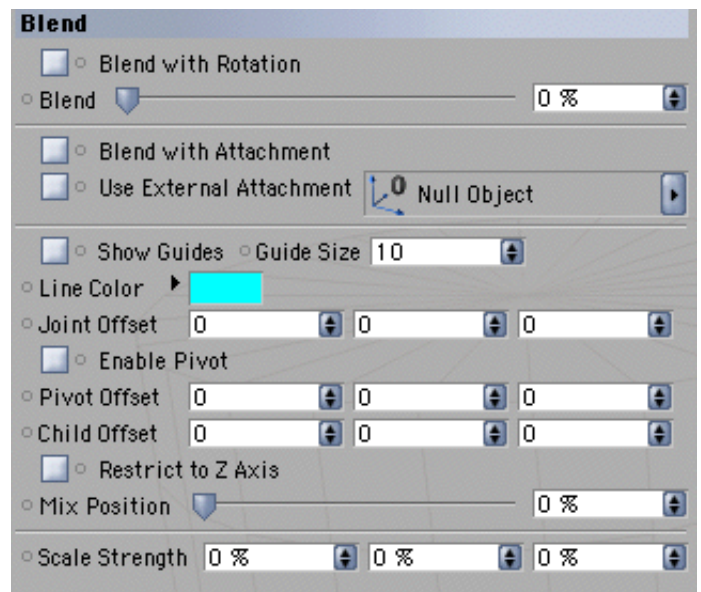 Blend
Blend with Rotation
Blend 0 %
Blend with Attachment
Use External Attachment 0 Null Object
Show Guides Guide Size 10
Line Color
Joint Offset 0 0 0
Enable Pivot
Pivot Offset 0 0 0
Child Offset 0 0 0
Restrict to Z Axis
Mix Position 0 %
Scale Strength 0 % 0 % 0 %